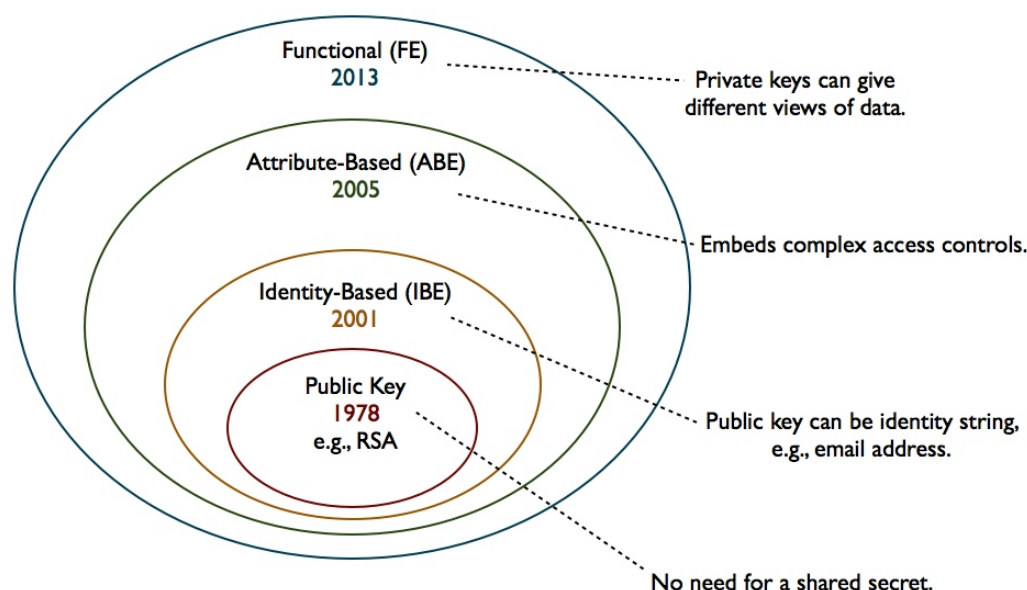 Functional (FE)
2013
Private keys can give
different views of data.
Attribute-Based (ABE)
2005
Embeds complex access controls.
Identity-Based (IBE)
2001
Public Key
1978
e.g., RSA
Public key can be identity string,
e.g., email address.
No need for a shared secret.